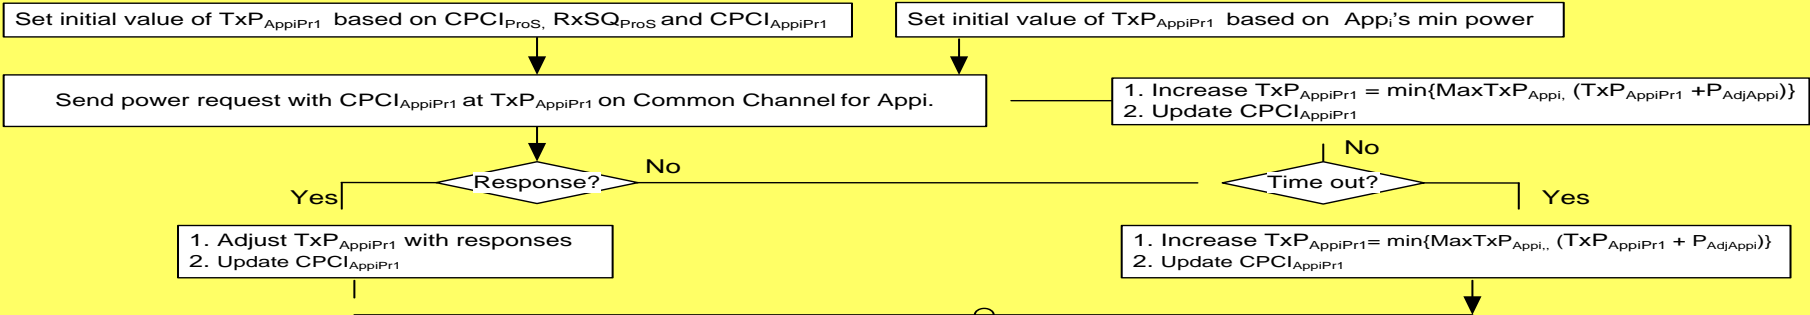 Set initial value of TxPAppiPr1 based on CPCIProS, RxSQProS and CPCIAppiPr1
Set initial value of TxPAppiPr1 based on Appi's min power
Send power request with CPCIAppiPr1 at TxPAppiPr1 on Common Channel for Appi.
1. Increase TxPAppiPr1 = min{MaxTxPAppi, (TxPAppiPr1 +PAdjAppi)}
2. Update CPCIAppiPr1
No
Response?
No
Time out?
Yes
Yes
1. Adjust TxPAppiPr1 with responses
2. Update CPCIAppiPr1
1. Increase TxPAppiPr1= min{MaxTxPAppi,, (TxPAppiPr1 + PAdjAppi)}
2. Update CPCIAppiPr1